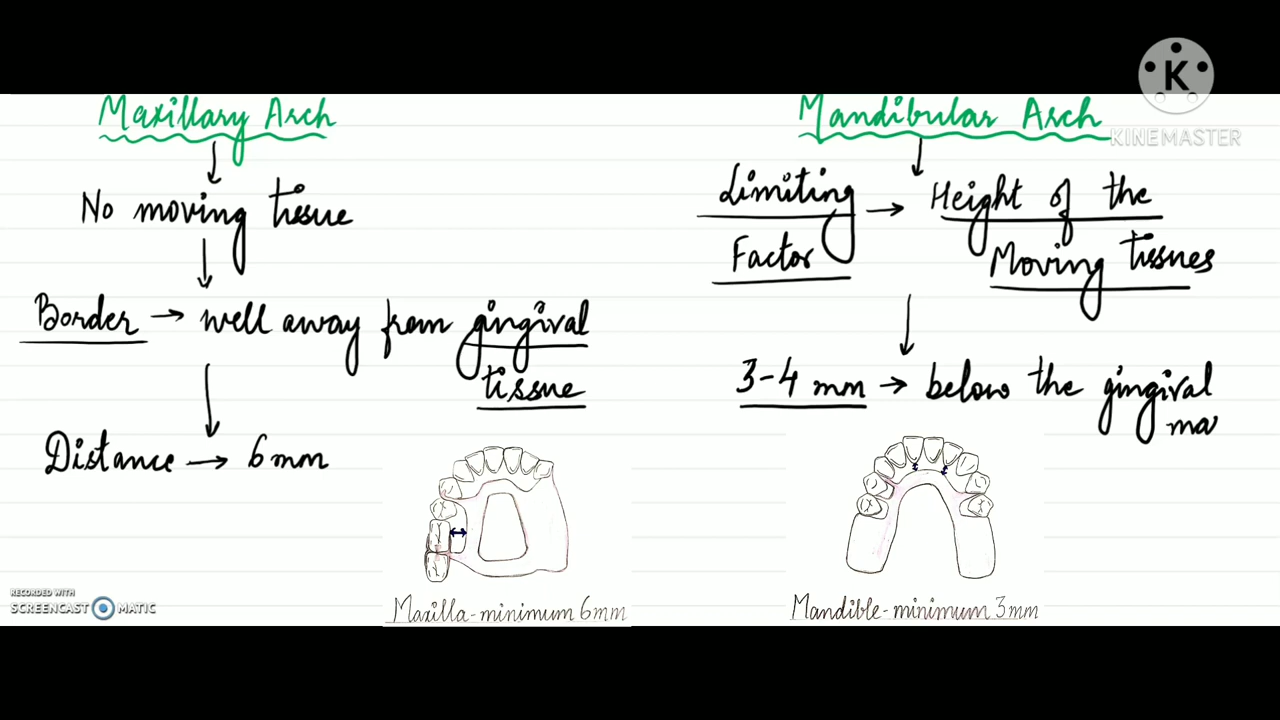 Maxillary Arch
No moving tissue
Border → well away from gingival
tissue
Distance → 6mm
Maxilla-minimum 6mm
Mandibular Arch
Limiting → Height of the
Factor Moving tissues
3-4 mm → below the gingival
ma
Mandible-minimum 3mm
K
KINEMASTER
RECORDED WITH
SCREENCAST MATIC